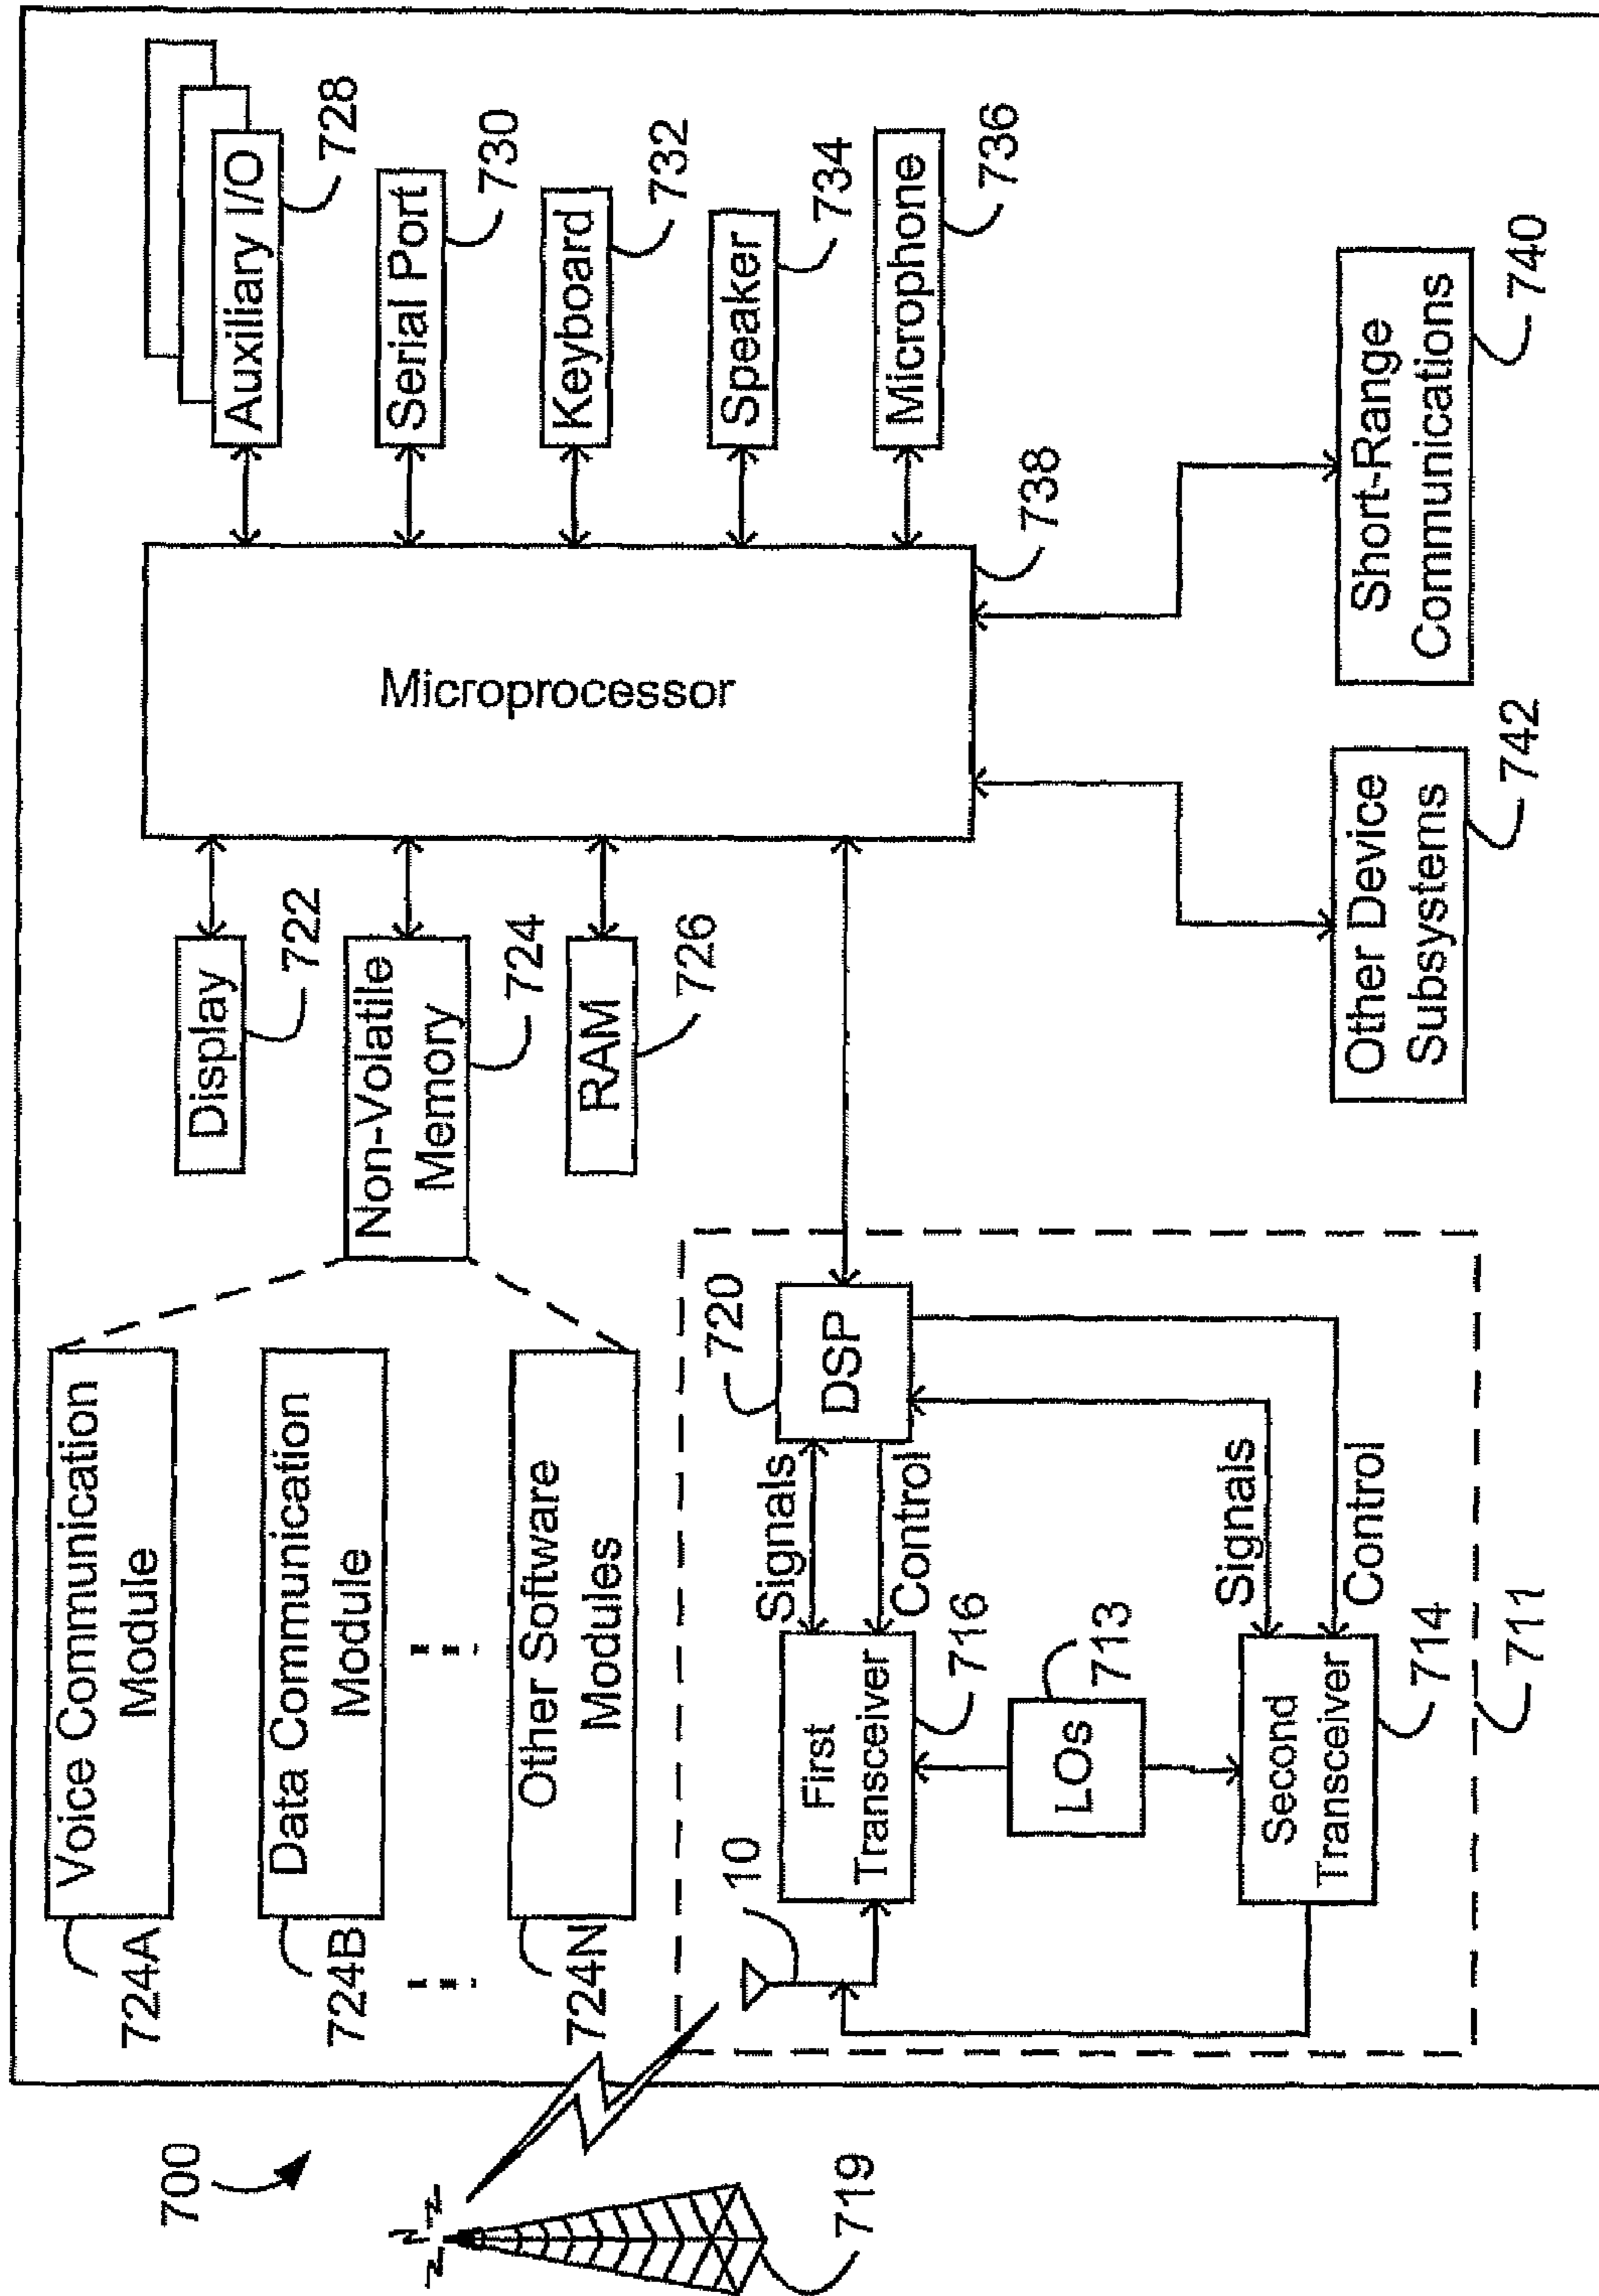 700
719
724A
Voice Communication
Module
724B
Data Communication
Module
724N
Other Software
Modules
Display
722
Non-Volatile
Memory
724
RAM
726
Microprocessor
738
Auxiliary I/O
728
Serial Port
730
Keyboard
732
Speaker
734
Microphone
736
10
First
Transceiver
716
Signals
Control
720
DSP
LOs
713
Second
Transceiver
714
Signals
Control
711
Other Device
Subsystems
742
Short-Range
Communications
740